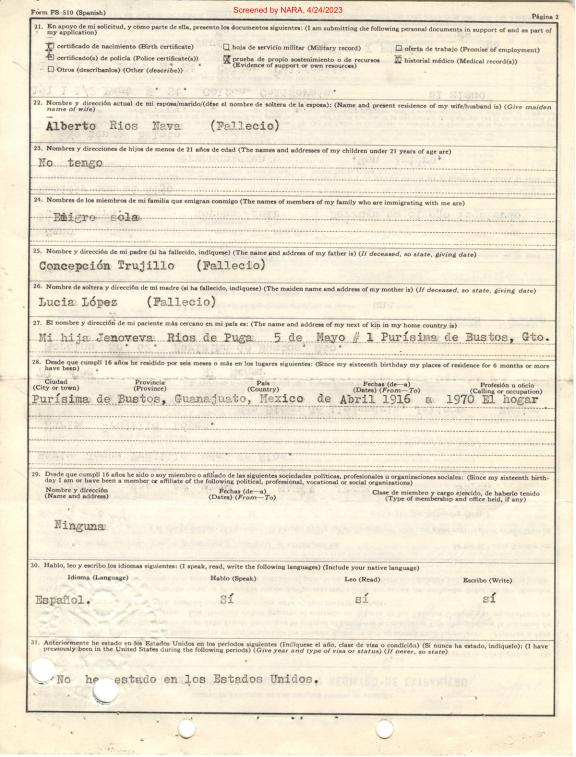 Screened by NARA, 4/24/2023
Form FS-510 (Spanish)
Página 2
21. En apoyo de mi solicitud, y como parte de ella, presento los documentos siguientes: (I am submitting the following personal documents in support of and as part of
my application)
X certificado de nacimiento (Birth certificate) ☐ hoja de servicio militar (Military record) ☐ oferta de trabajo (Promise of employment)
X certificado(s) de policía (Police certificate(s)) X prueba de propio sostenimiento o de recursos X historial médico (Medical record(s))
(Evidence of support or own resources)
☐ Otros (descríbanlos) (Other (describe))
22. Nombre y dirección actual de mi esposa/marido/(dése el nombre de soltera de la esposa): (Name and present residence of my wife/husband is) (Give maiden
name of wife)
Alberto Rios Nava (Fallecio)
23. Nombres y direcciones de hijos de menos de 21 años de edad (The names and addresses of my children under 21 years of age are)
No tengo
24. Nombres de los miembros de mi familia que emigran conmigo (The names of members of my family who are immigrating with me are)
Emigro sola
25. Nombre y dirección de mi padre (si ha fallecido, indíquese) (The name and address of my father is) (If deceased, so state, giving date)
Concepción Trujillo (Fallecio)
26. Nombre de soltera y dirección de mi madre (si ha fallecido, indíquese) (The maiden name and address of my mother is) (If deceased, so state, giving date)
Lucia López (Fallecio)
27. El nombre y dirección de mi pariente más cercano en mi país es: (The name and address of my next of kin in my home country is)
Mi hija Jenoveva Rios de Puga 5 de Mayo # 1 Purísima de Bustos, Gto.
28. Desde que cumplí 16 años he residido por seis meses o más en los lugares siguientes: (Since my sixteenth birthday my places of residence for 6 months or more
have been)
Ciudad Provincia País Fechas (de—a) Profesión u oficio
(City or town) (Province) (Country) (Dates) (From—To) (Calling or occupation)
Purísima de Bustos, Guanajuato, Mexico de Abril 1916 a 1970 El hogar
29. Desde que cumplí 16 años he sido o soy miembro o afiliado de las siguientes sociedades políticas, profesionales u organizaciones sociales: (Since my sixteenth birth-
day I am or have been a member or affiliate of the following political, professional, vocational or social organizations)
Nombre y dirección Fechas (de—a) Clase de miembro y cargo ejercido, de haberlo tenido
(Name and address) (Dates) (From—To) (Type of membership and office held, if any)
Ninguna
30. Hablo, leo y escribo los idiomas siguientes: (I speak, read, write the following languages) (Include your native language)
Idioma (Language) Hablo (Speak) Leo (Read) Escribo (Write)
Español. Sí sí sí
31. Anteriormente he estado en los Estados Unidos en los períodos siguientes (Indíquese el año, clase de visa o condición) (Si nunca ha estado, indíquelo): (I have
previously been in the United States during the following periods) (Give year and type of visa or status) (If never, so state)
No he estado en los Estados Unidos.